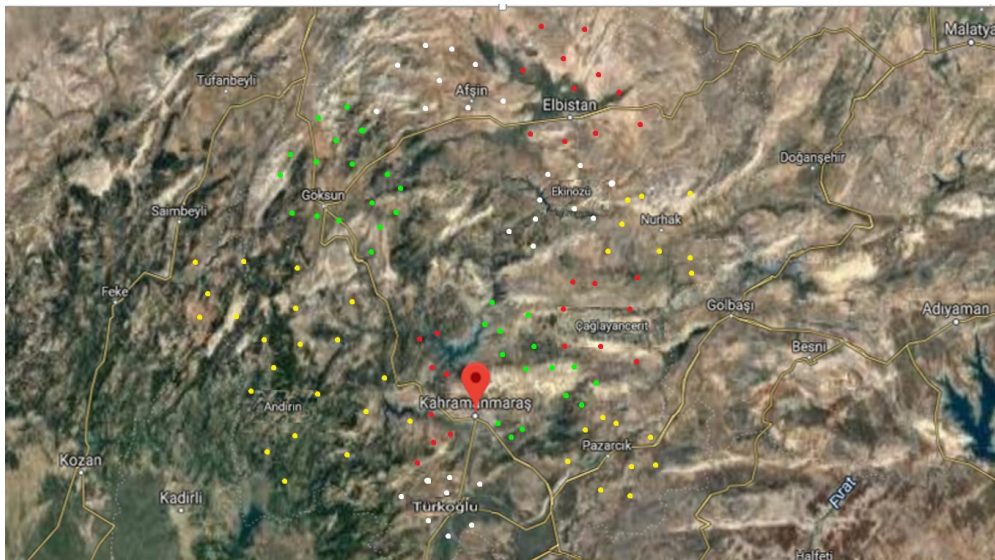 Malatya
Tufanbeyli
Afşin
Elbistan
Doğanşehir
Ekinözü
Göksun
Saimbeyli
Nurhak
Feke
Gölbaşı
Adıyaman
Çağlayancerit
Besni
Kahramanmaraş
Andırın
Pazarcık
Kozan
Kadirli
Fırat
Türkoğlu
Halfeti